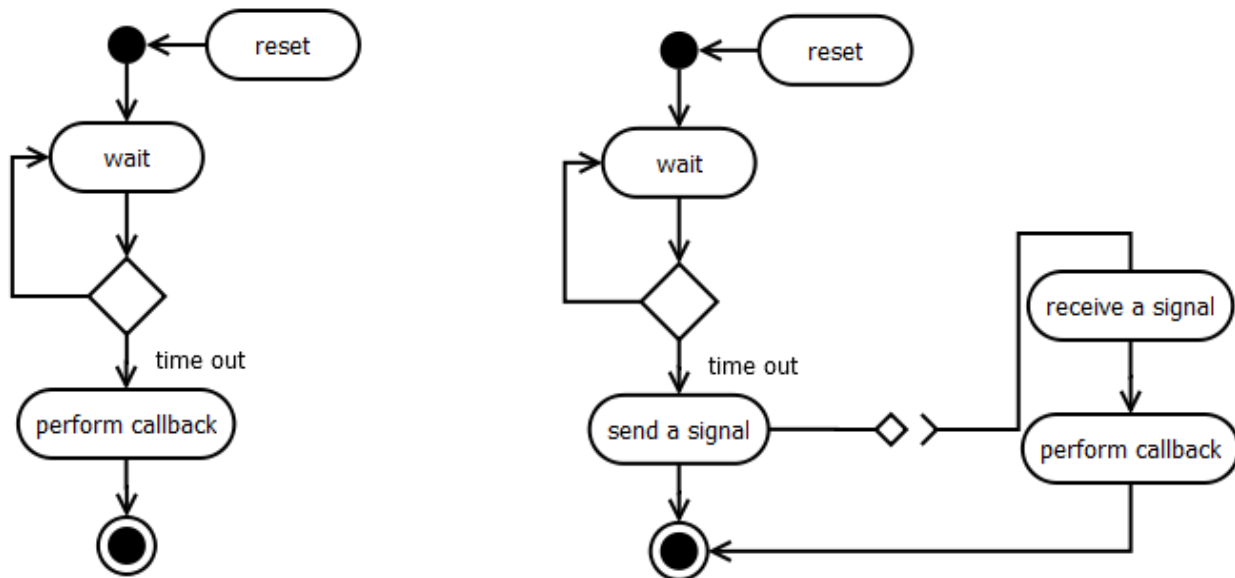 reset
wait
time out
perform callback
reset
wait
time out
send a signal
receive a signal
perform callback